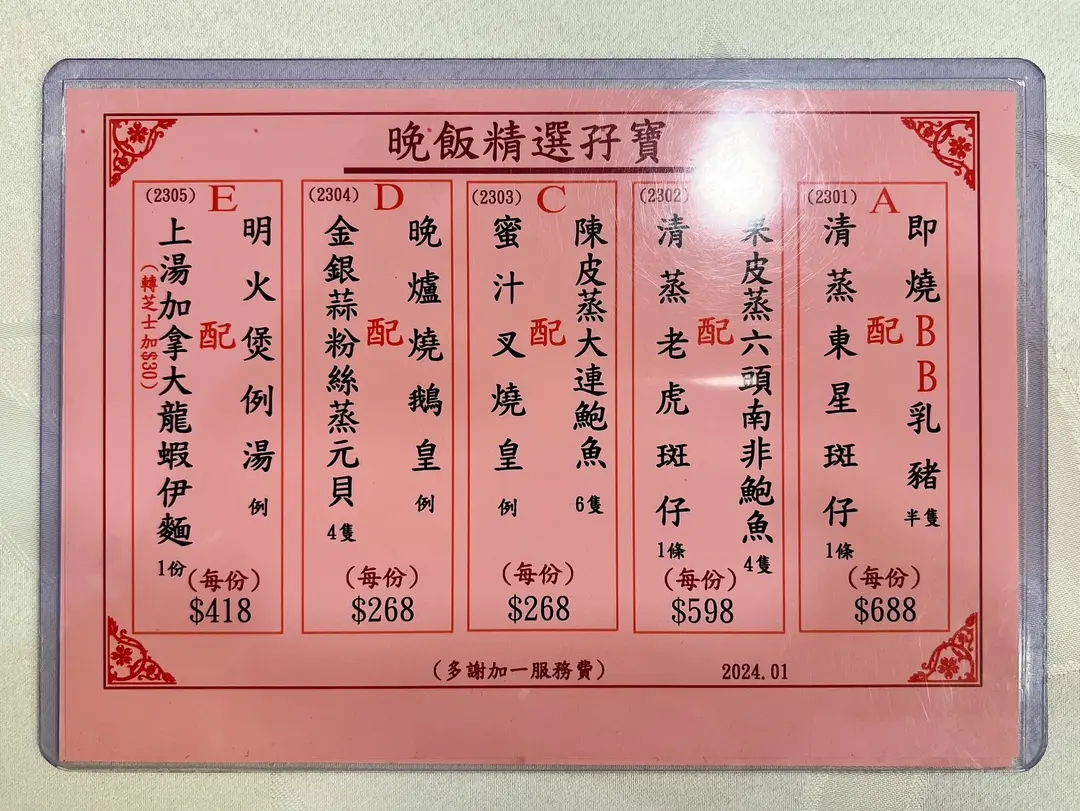 晚飯精選孖寶
(2301) A
即燒BB乳豬 半隻
配
清蒸東星斑仔 1條
(每份)
$688
(2302)
果皮蒸六頭南非鮑魚 4隻
配
清蒸老虎斑仔 1條
(每份)
$598
(2303) C
陳皮蒸大連鮑魚 6隻
配
蜜汁叉燒皇 例
(每份)
$268
(2304) D
晚爐燒鵝皇 例
配
金銀蒜粉絲蒸元貝 4隻
(每份)
$268
(2305) E
明火煲例湯 例
配
上湯加拿大龍蝦伊麵 1份
(轉芝士加$30)
(每份)
$418
(多謝加一服務費)
2024.01